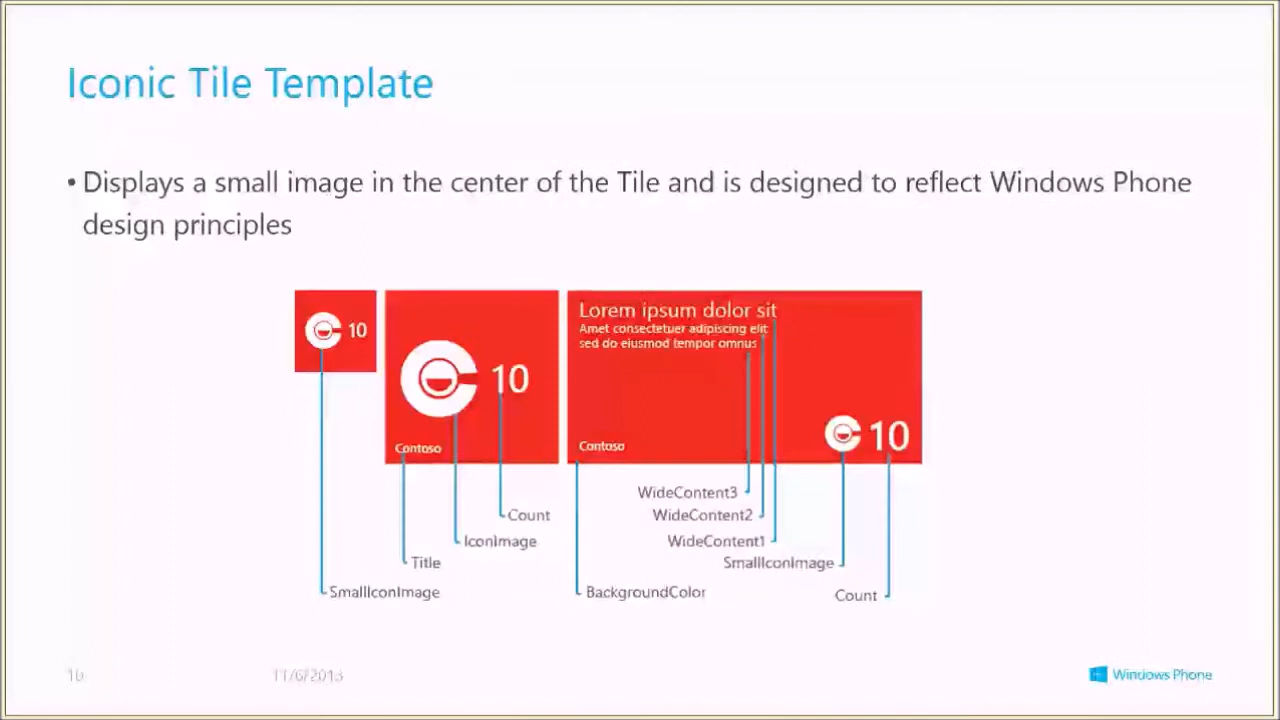 Iconic Tile Template
• Displays a small image in the center of the Tile and is designed to reflect Windows Phone
design principles
10
10
Contoso
Lorem ipsum dolor sit
Amet consectetuer adipiscing elit
sed do eiusmod tempor omnus
Contoso
10
WideContent3
Count
WideContent2
IconImage
WideContent1
Title
SmallIconImage
SmallIconImage
BackgroundColor
Count
11/6/2013
Windows Phone